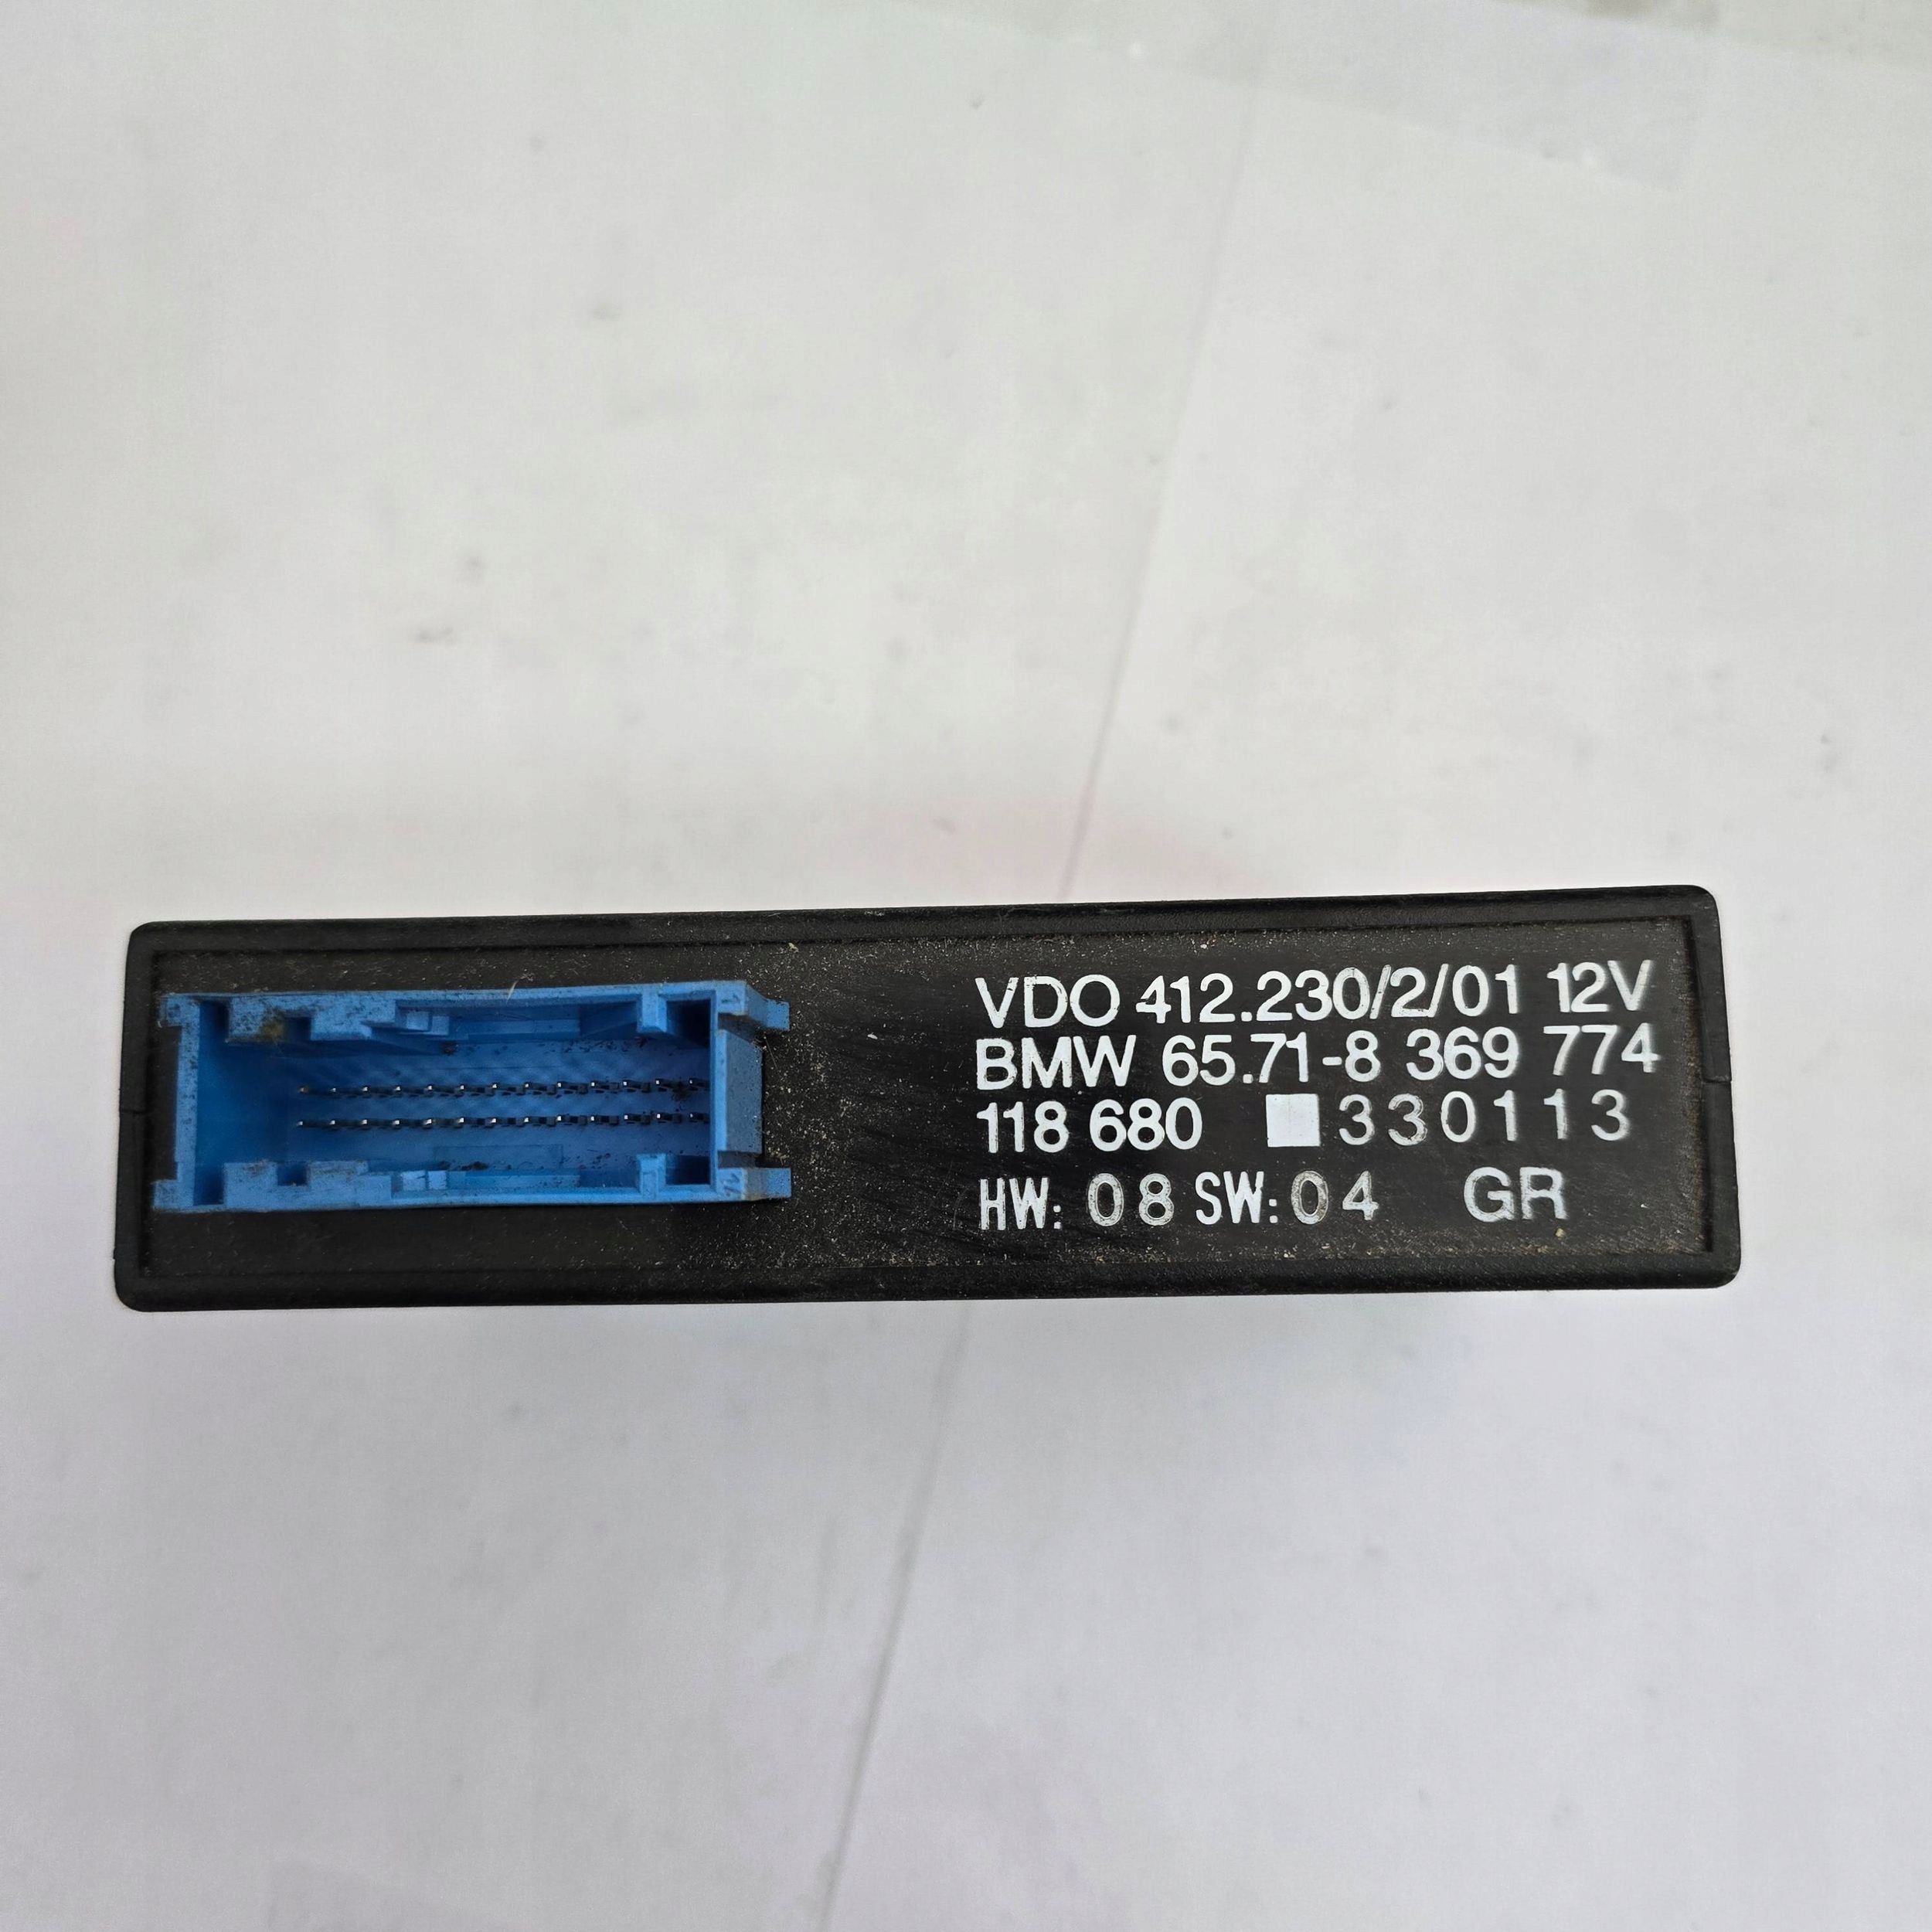 VDO 412.230/2/01 12V
BMW 65.71-8 369 774
118 680 330113
HW: 08 SW: 04 GR